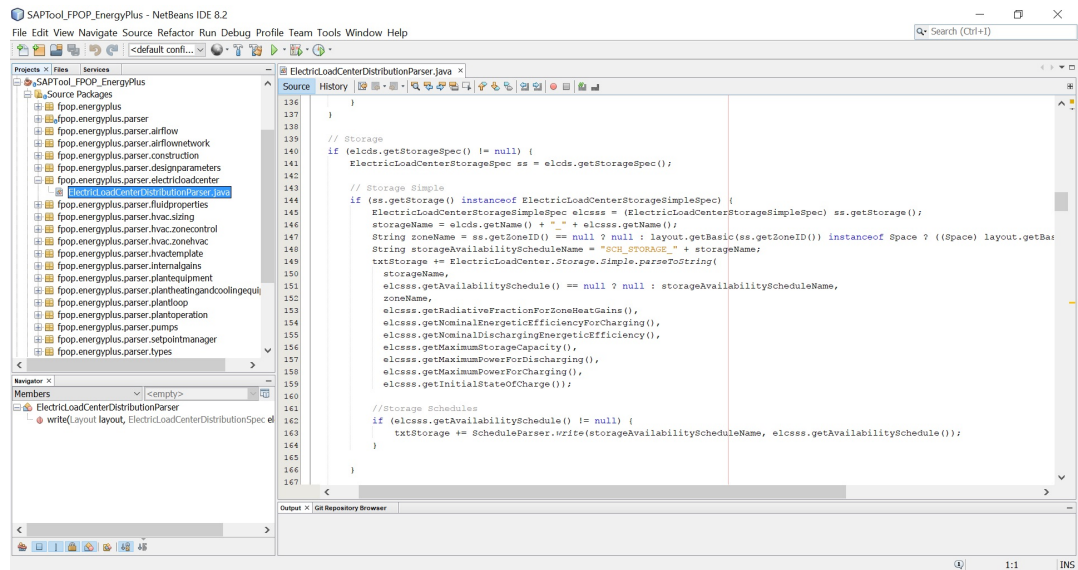 SAPTool_FPOP_EnergyPlus - NetBeans IDE 8.2
File Edit View Navigate Source Refactor Run Debug Profile Team Tools Window Help
Search (Ctrl+I)
<default confi...
Projects × Files Services
SAPTool_FPOP_EnergyPlus
Source Packages
fpop.energyplus
fpop.energyplus.parser
fpop.energyplus.parser.airflow
fpop.energyplus.parser.airflownetwork
fpop.energyplus.parser.construction
fpop.energyplus.parser.designparameters
fpop.energyplus.parser.electricloadcenter
ElectricLoadCenterDistributionParser.java
fpop.energyplus.parser.fluidproperties
fpop.energyplus.parser.hvac.sizing
fpop.energyplus.parser.hvac.zonecontrol
fpop.energyplus.parser.hvac.zonehvac
fpop.energyplus.parser.hvactemplate
fpop.energyplus.parser.internalgains
fpop.energyplus.parser.plantequipment
fpop.energyplus.parser.plantheatingandcoolingequi
fpop.energyplus.parser.plantloop
fpop.energyplus.parser.plantoperation
fpop.energyplus.parser.pumps
fpop.energyplus.parser.setpointmanager
fpop.energyplus.parser.types
Navigator ×
Members <empty>
ElectricLoadCenterDistributionParser
write(Layout layout, ElectricLoadCenterDistributionSpec el
ElectricLoadCenterDistributionParser.java ×
Source History
136 }
137 }
138
139 // Storage
140 if (elcds.getStorageSpec() != null) {
141 ElectricLoadCenterStorageSpec ss = elcds.getStorageSpec();
142
143 // Storage Simple
144 if (ss.getStorage() instanceof ElectricLoadCenterStorageSimpleSpec) {
145 ElectricLoadCenterStorageSimpleSpec elcsss = (ElectricLoadCenterStorageSimpleSpec) ss.getStorage();
146 storageName = elcds.getName() + "_" + elcsss.getName();
147 String zoneName = ss.getZoneID() == null ? null : layout.getBasic(ss.getZoneID()) instanceof Space ? ((Space) layout.getBas
148 String storageAvailabilityScheduleName = "SCH_STORAGE_" + storageName;
149 txtStorage += ElectricLoadCenter.Storage.Simple.parseToString(
150 storageName,
151 elcsss.getAvailabilitySchedule() == null ? null : storageAvailabilityScheduleName,
152 zoneName,
153 elcsss.getRadiativeFractionForZoneHeatGains(),
154 elcsss.getNominalEnergeticEfficiencyForCharging(),
155 elcsss.getNominalDischargingEnergeticEfficiency(),
156 elcsss.getMaximumStorageCapacity(),
157 elcsss.getMaximumPowerForDischarging(),
158 elcsss.getMaximumPowerForCharging(),
159 elcsss.getInitialStateOfCharge());
160
161 //Storage Schedules
162 if (elcsss.getAvailabilitySchedule() != null) {
163 txtStorage += ScheduleParser.write(storageAvailabilityScheduleName, elcsss.getAvailabilitySchedule());
164 }
165
166 }
167
Output × Git Repository Browser
1:1 INS